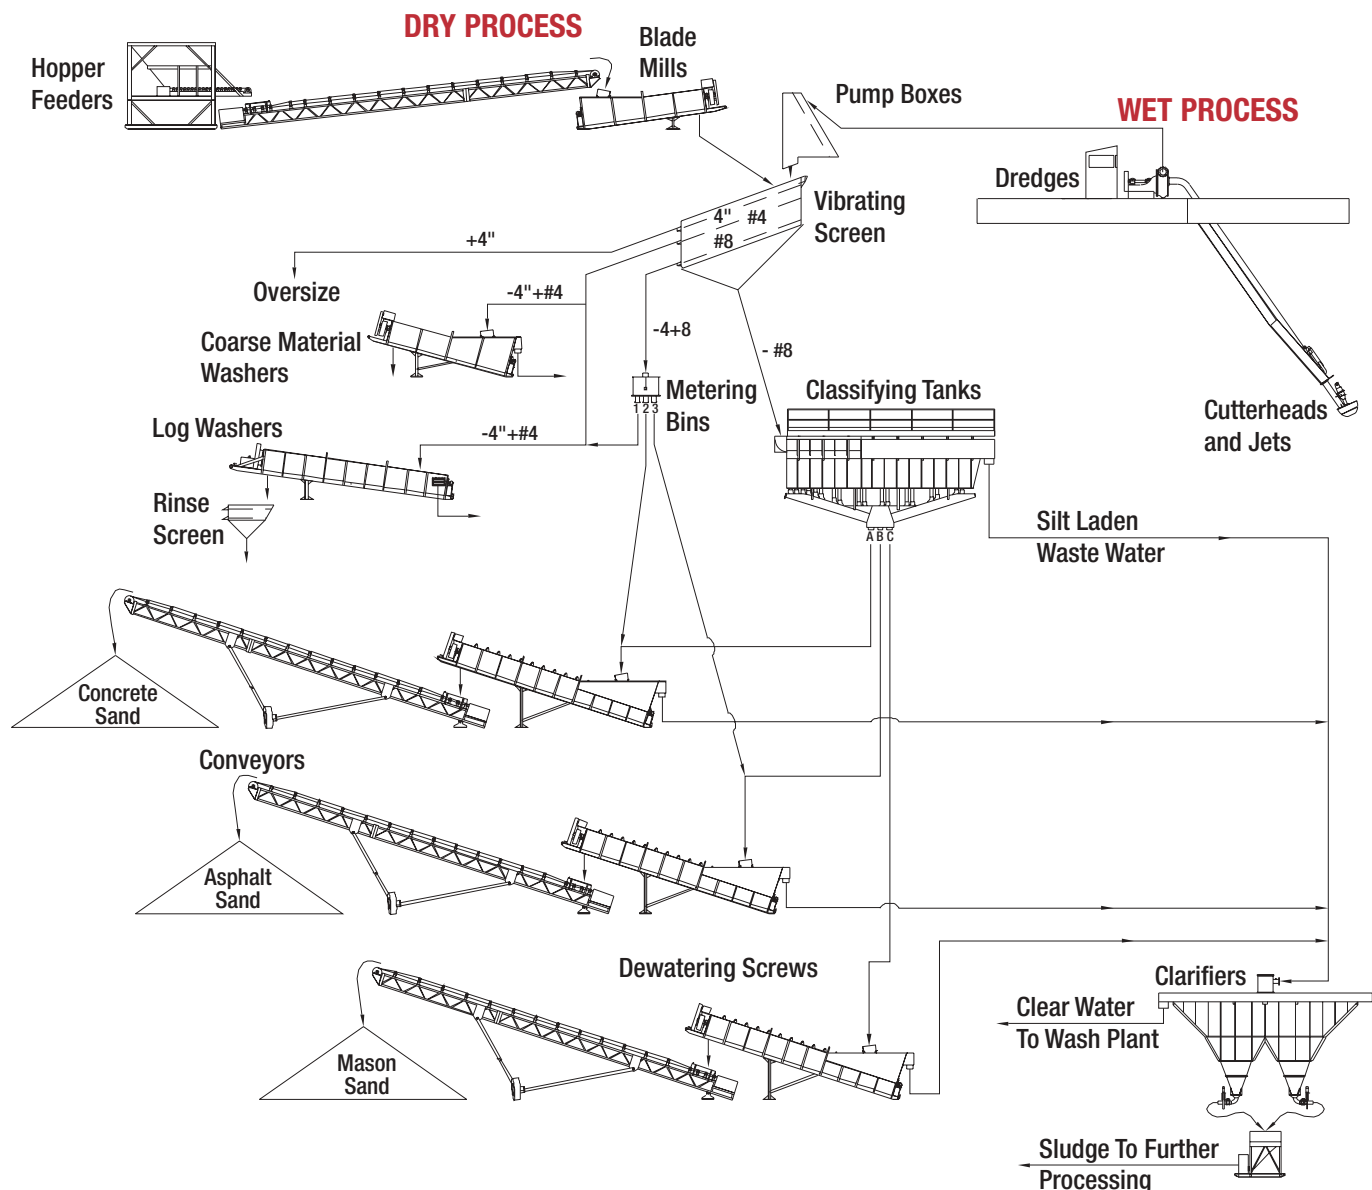 DRY PROCESS
Blade
Mills
Hopper
Feeders
Pump Boxes
WET PROCESS
Dredges
Vibrating
Screen
4" #4
#8
+4"
Oversize
-4"+#4
-4+8
- #8
Coarse Material
Washers
Metering
Bins
1 2 3
Classifying Tanks
Cutterheads
and Jets
Log Washers
-4"+#4
Rinse
Screen
A B C
Silt Laden
Waste Water
Concrete
Sand
Conveyors
Asphalt
Sand
Dewatering Screws
Clarifiers
Clear Water
To Wash Plant
Mason
Sand
Sludge To Further
Processing